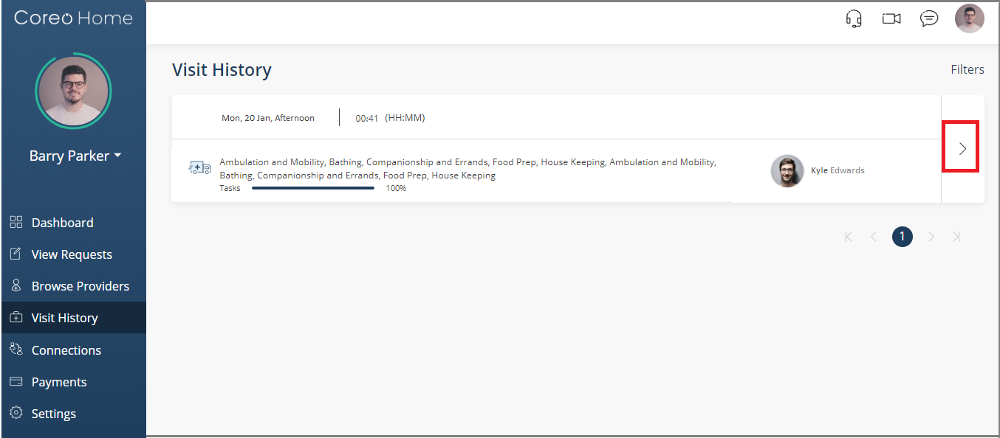 Coreo Home
Barry Parker
Dashboard
View Requests
Browse Providers
Visit History
Connections
Payments
Settings
Visit History
Filters
Mon, 20 Jan, Afternoon
00:41 (HH:MM)
Ambulation and Mobility, Bathing, Companionship and Errands, Food Prep, House Keeping, Ambulation and Mobility,
Bathing, Companionship and Errands, Food Prep, House Keeping
Tasks 100%
Kyle Edwards
1